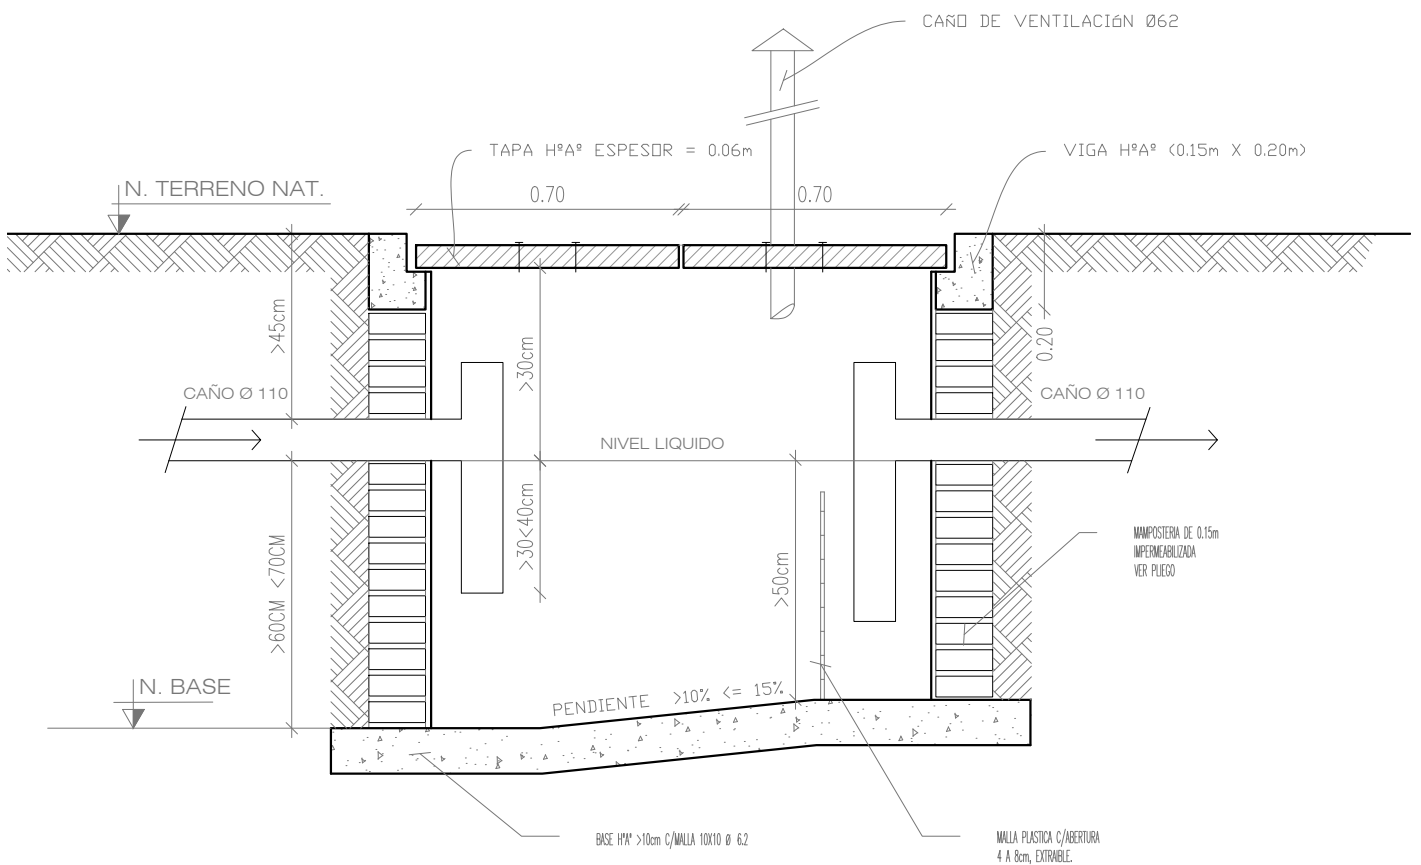 CAÑO DE VENTILACIóN Ø62
TAPA HºAº ESPESOR = 0.06m
VIGA HºAº (0.15m X 0.20m)
N. TERRENO NAT.
0.70
0.70
>45cm
>30cm
0.20
CAÑO Ø 110
CAÑO Ø 110
NIVEL LIQUIDO
>30<40cm
>60CM <70CM
>50cm
MAMPOSTERIA DE 0.15m
IMPERMEABILIZADA
VER PLIEGO
N. BASE
PENDIENTE >10% <= 15%
BASE HºAº >10cm C/MALLA 10X10 Ø 6.2
MALLA PLASTICA C/ABERTURA
4 A 8cm, EXTRAIBLE.